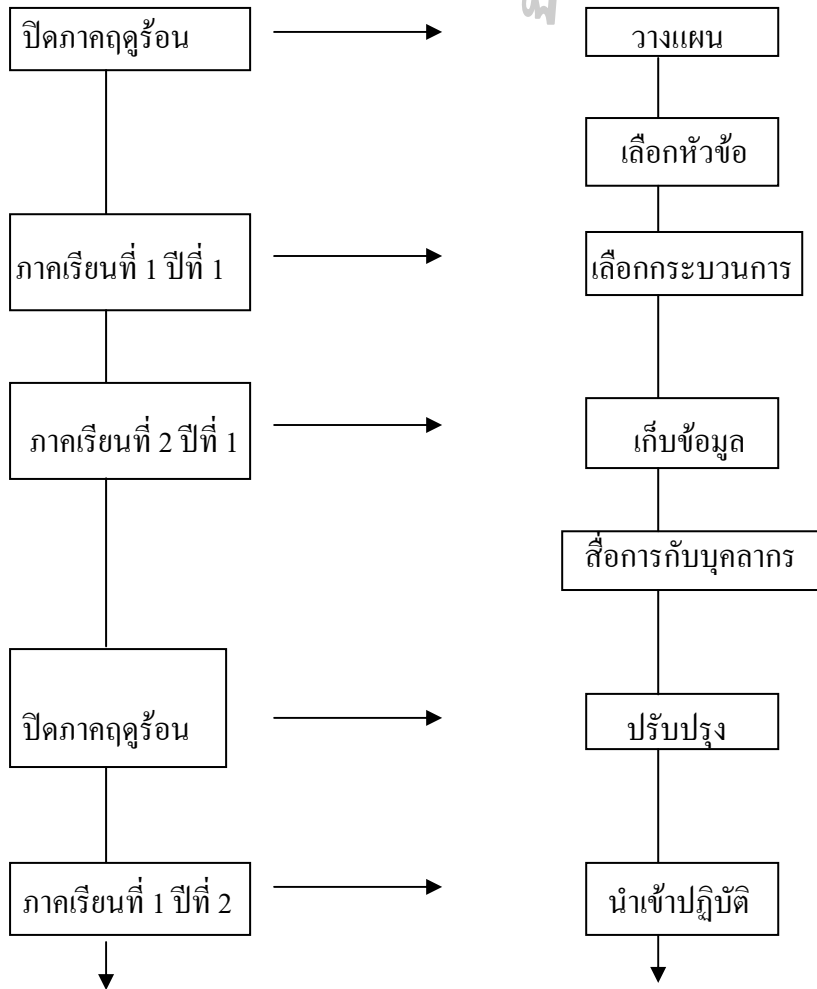 ปิดภาคฤดูร้อน
วางแผน
เลือกหัวข้อ
ภาคเรียนที่ 1 ปีที่ 1
เลือกกระบวนการ
ภาคเรียนที่ 2 ปีที่ 1
เก็บข้อมูล
สื่อการกับบุคลากร
ปิดภาคฤดูร้อน
ปรับปรุง
ภาคเรียนที่ 1 ปีที่ 2
นำเข้าปฏิบัติ